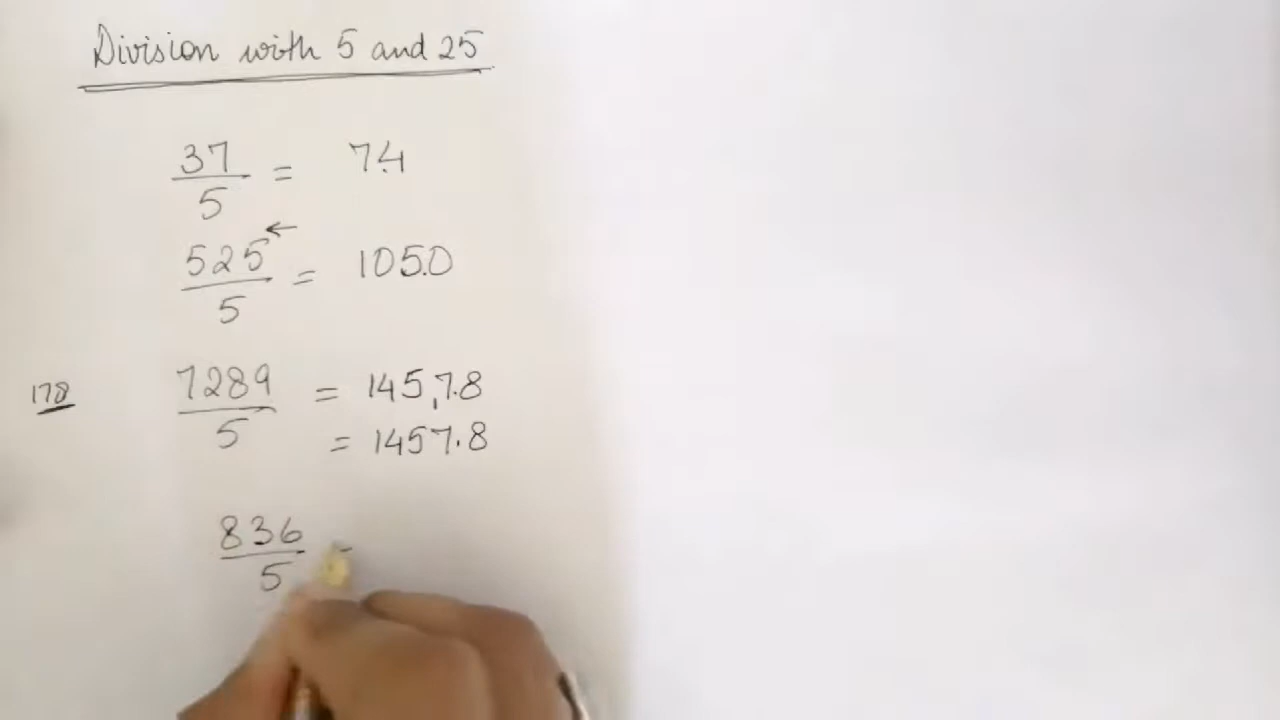 Division with 5 and 25
37/5 = 7.4
525/5 = 105.0 ←
178
7289/5 = 145,7.8
= 1457.8
836/5 =